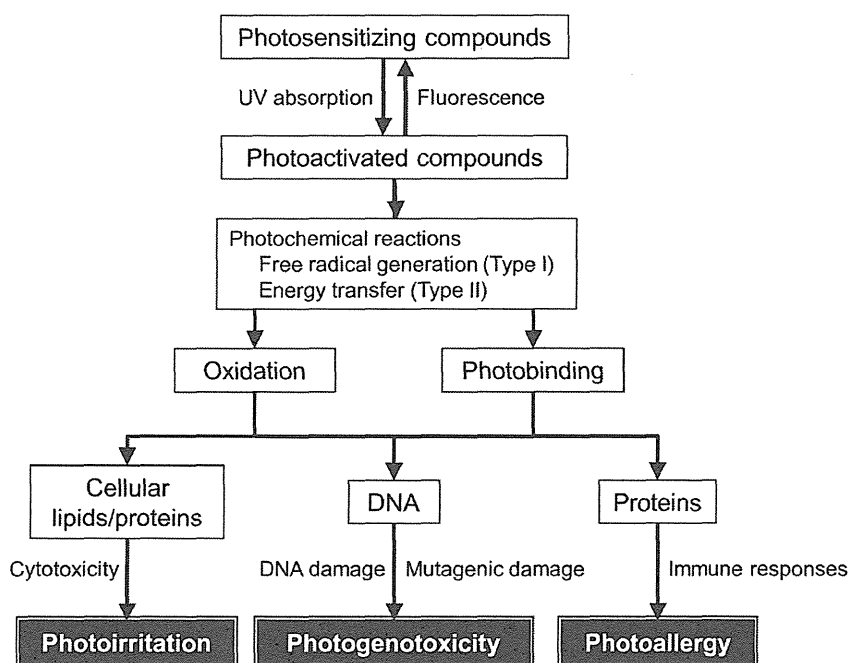 Photosensitizing compounds
UV absorption
Fluorescence
Photoactivated compounds
Photochemical reactions
Free radical generation (Type I)
Energy transfer (Type II)
Oxidation
Photobinding
Cellular
lipids/proteins
DNA
Proteins
Cytotoxicity
DNA damage
Mutagenic damage
Immune responses
Photoirritation
Photogenotoxicity
Photoallergy